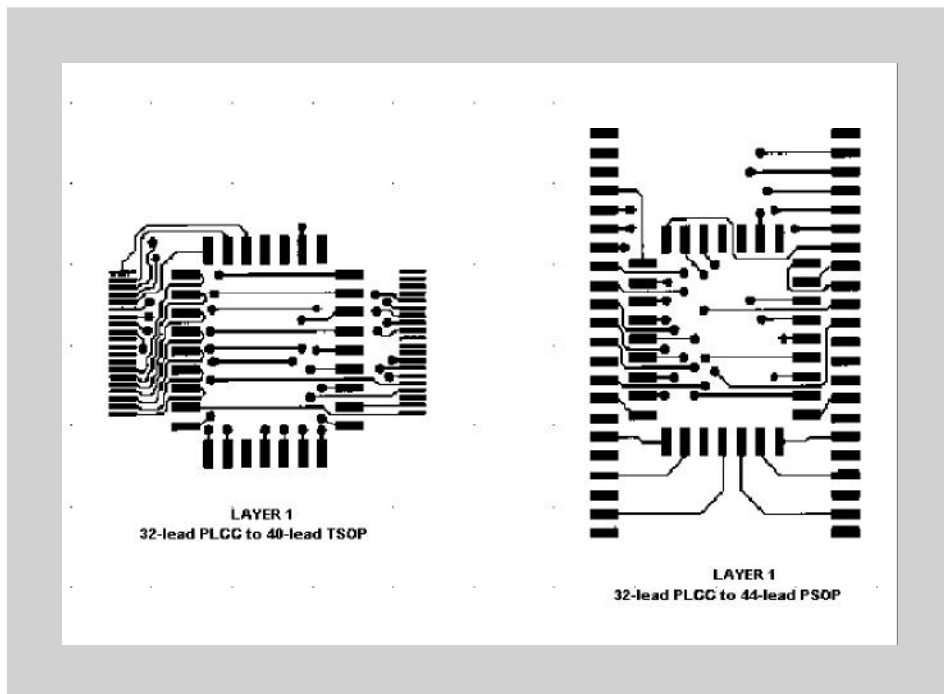 LAYER 1
32-lead PLCC to 40-lead TSOP
LAYER 1
32-lead PLCC to 44-lead PSOP